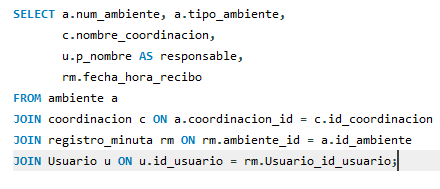 SELECT a.num_ambiente, a.tipo_ambiente,
c.nombre_coordinacion,
u.p_nombre AS responsable,
rm.fecha_hora_recibo
FROM ambiente a
JOIN coordinacion c ON a.coordinacion_id = c.id_coordinacion
JOIN registro_minuta rm ON rm.ambiente_id = a.id_ambiente
JOIN Usuario u ON u.id_usuario = rm.Usuario_id_usuario;